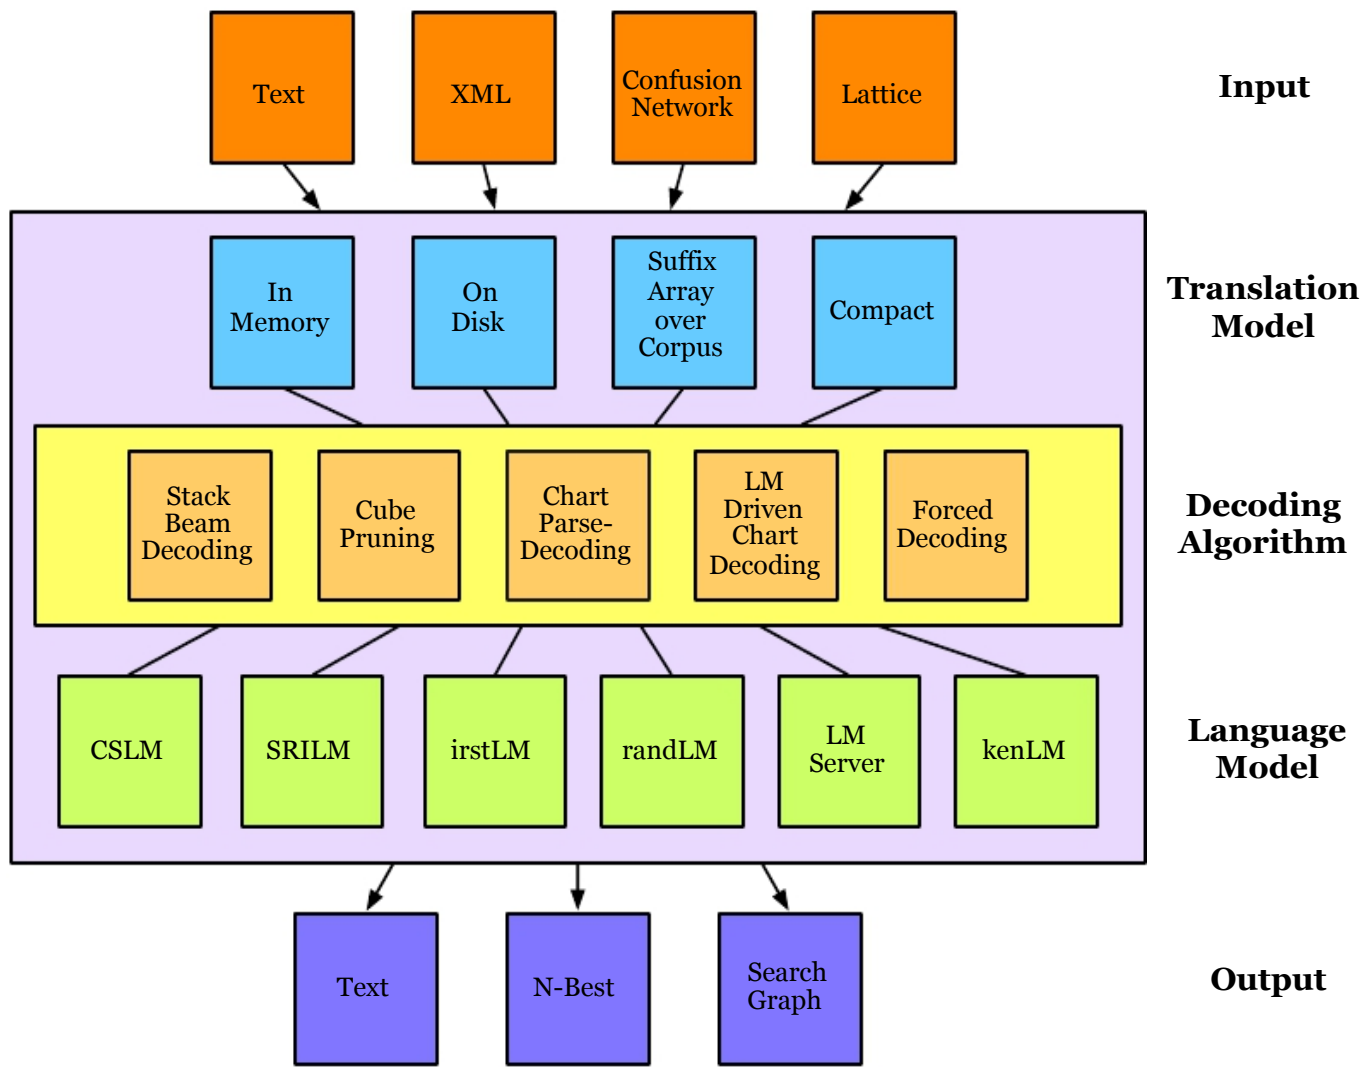 Text
XML
Confusion
Network
Lattice
Input
In
Memory
On
Disk
Suffix
Array
over
Corpus
Compact
Translation
Model
Stack
Beam
Decoding
Cube
Pruning
Chart
Parse-
Decoding
LM
Driven
Chart
Decoding
Forced
Decoding
Decoding
Algorithm
CSLM
SRILM
irstLM
randLM
LM
Server
kenLM
Language
Model
Text
N-Best
Search
Graph
Output